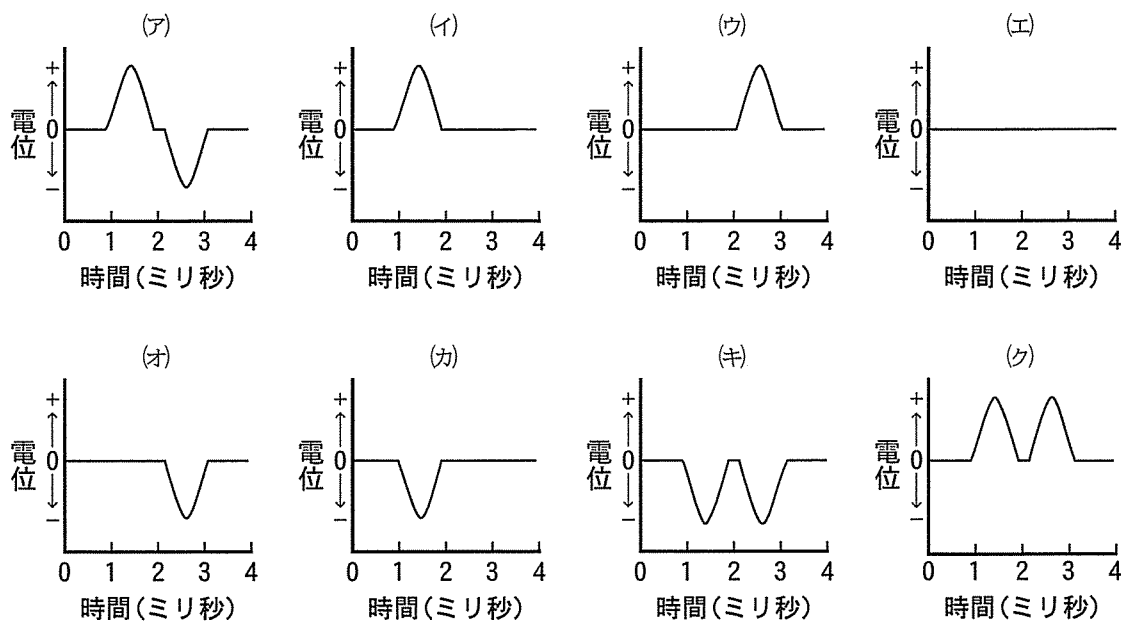 (ア)
+
0
−
電位
0 1 2 3 4
時間(ミリ秒)
(イ)
+
0
−
電位
0 1 2 3 4
時間(ミリ秒)
(ウ)
+
0
−
電位
0 1 2 3 4
時間(ミリ秒)
(エ)
+
0
−
電位
0 1 2 3 4
時間(ミリ秒)
(オ)
+
0
−
電位
0 1 2 3 4
時間(ミリ秒)
(カ)
+
0
−
電位
0 1 2 3 4
時間(ミリ秒)
(キ)
+
0
−
電位
0 1 2 3 4
時間(ミリ秒)
(ク)
+
0
−
電位
0 1 2 3 4
時間(ミリ秒)